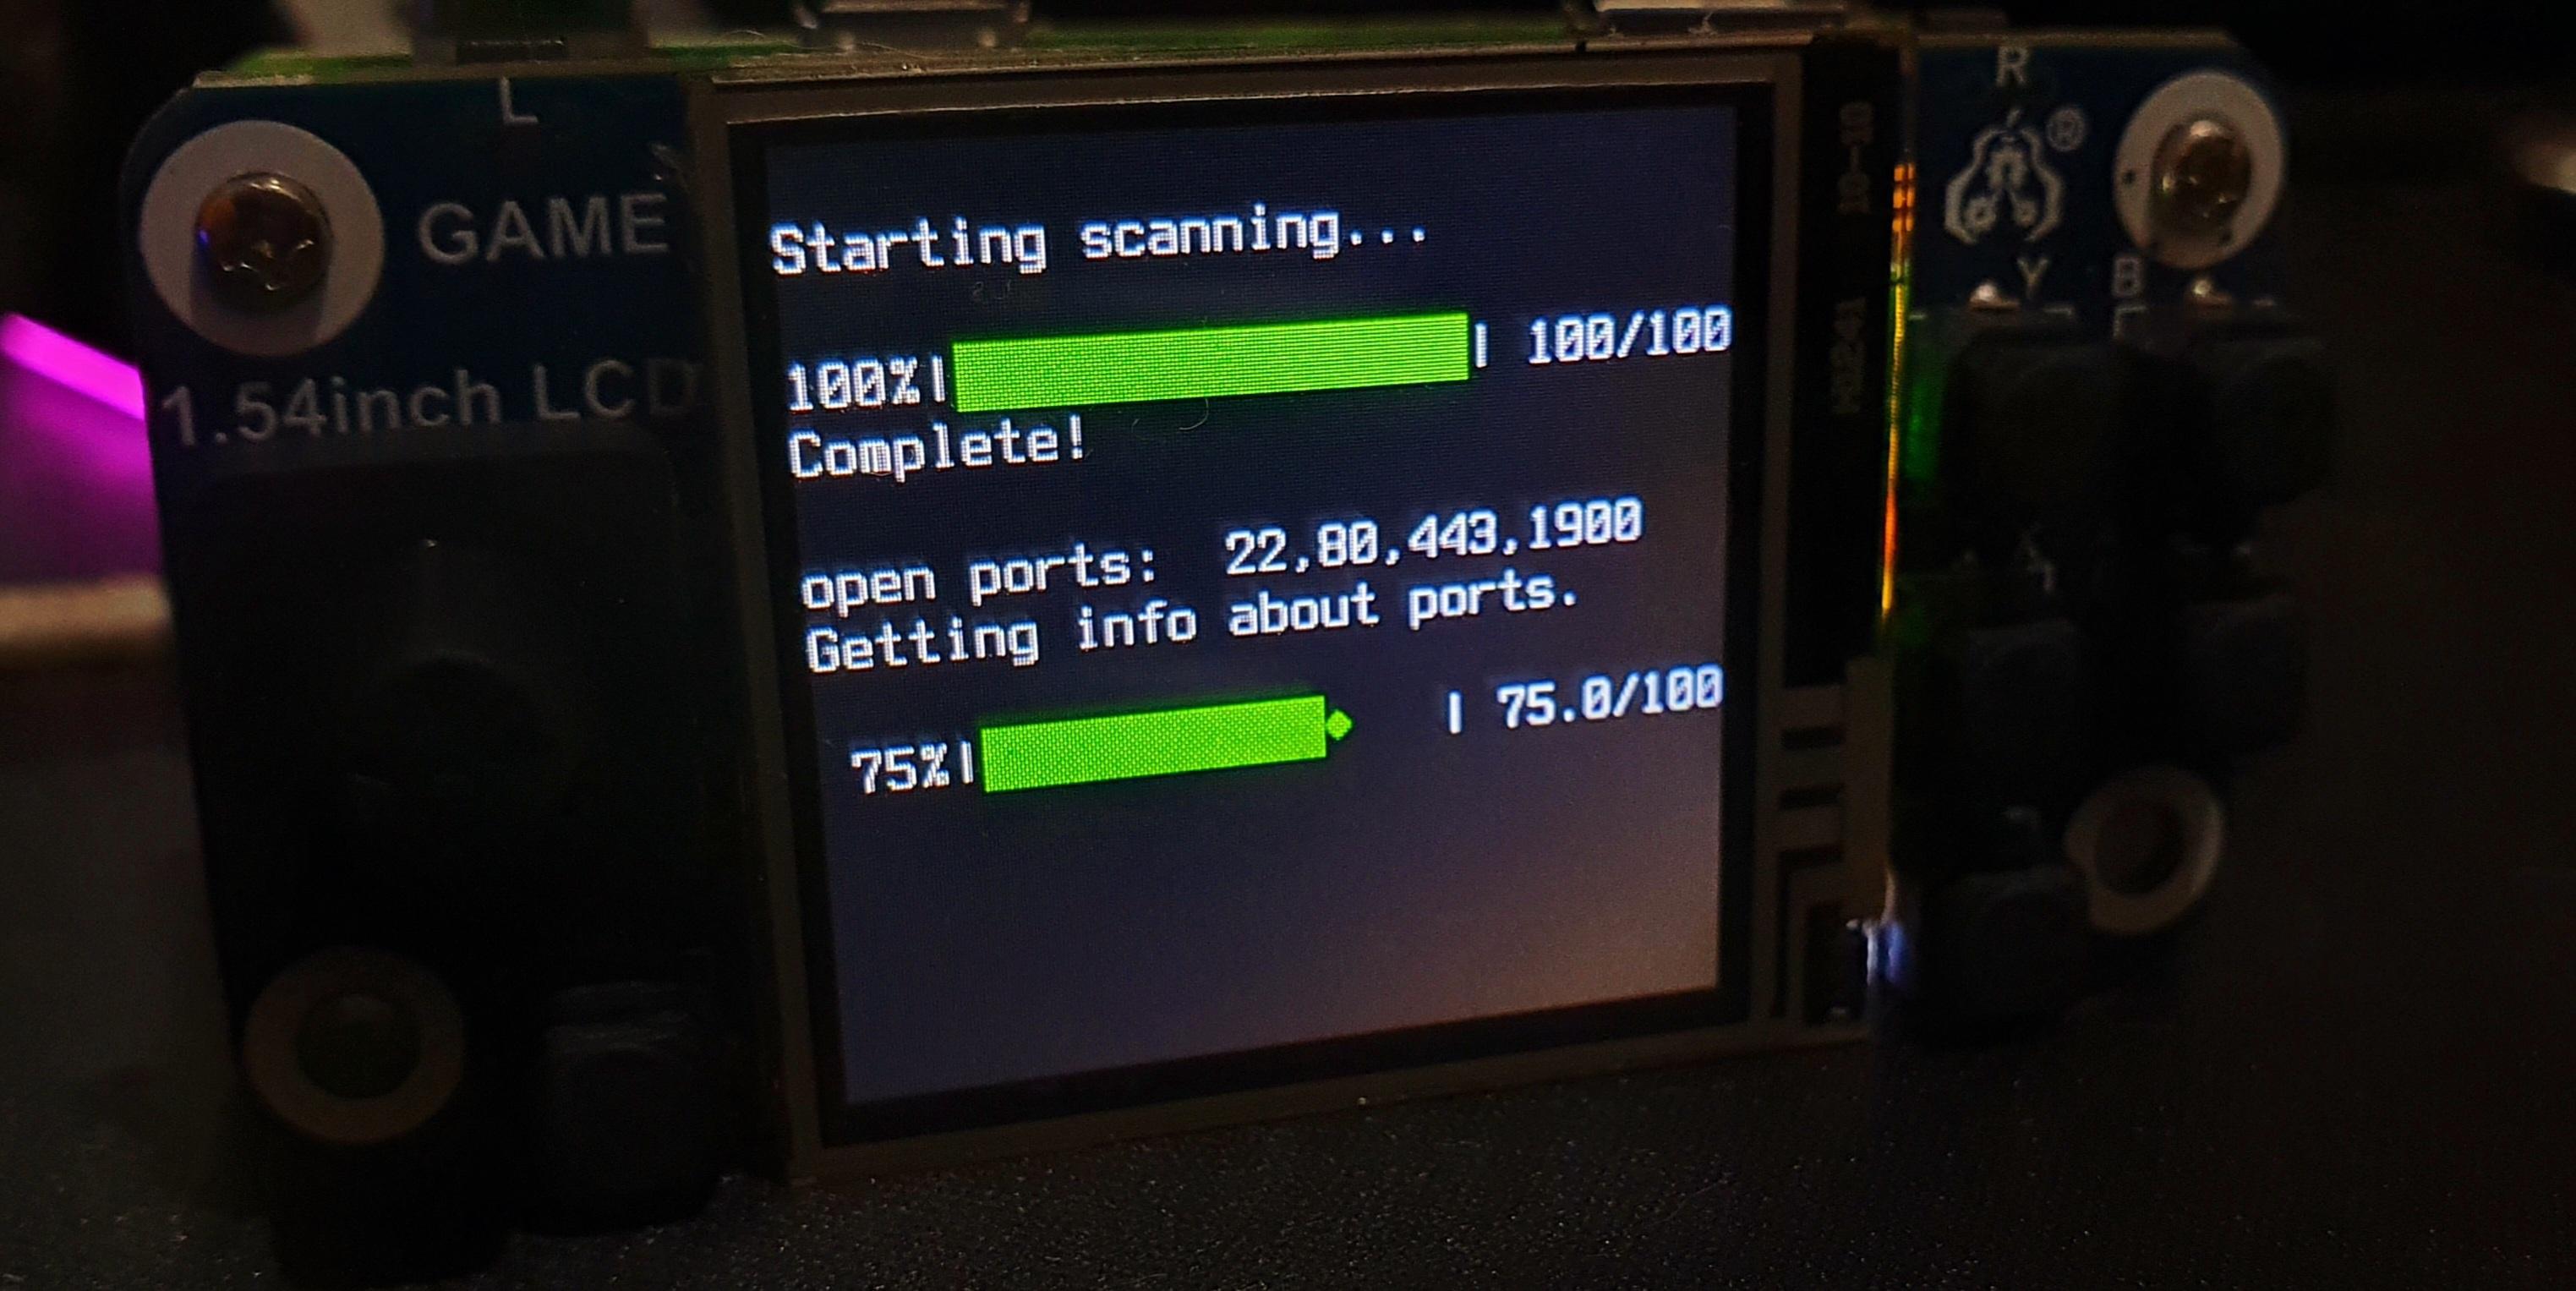 L
GAME
1.54inch LCD
Starting scanning...
100%| | 100/100
Complete!
open ports: 22,80,443,1900
Getting info about ports.
75%| | 75.0/100
R
®
Y
B